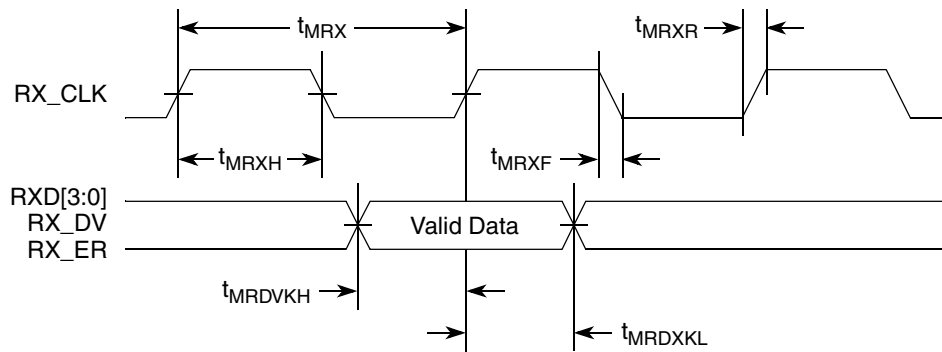 tMRX
tMRXR
RX_CLK
tMRXH
tMRXF
RXD[3:0]
RX_DV
Valid Data
RX_ER
tMRDVKH
tMRDXKL